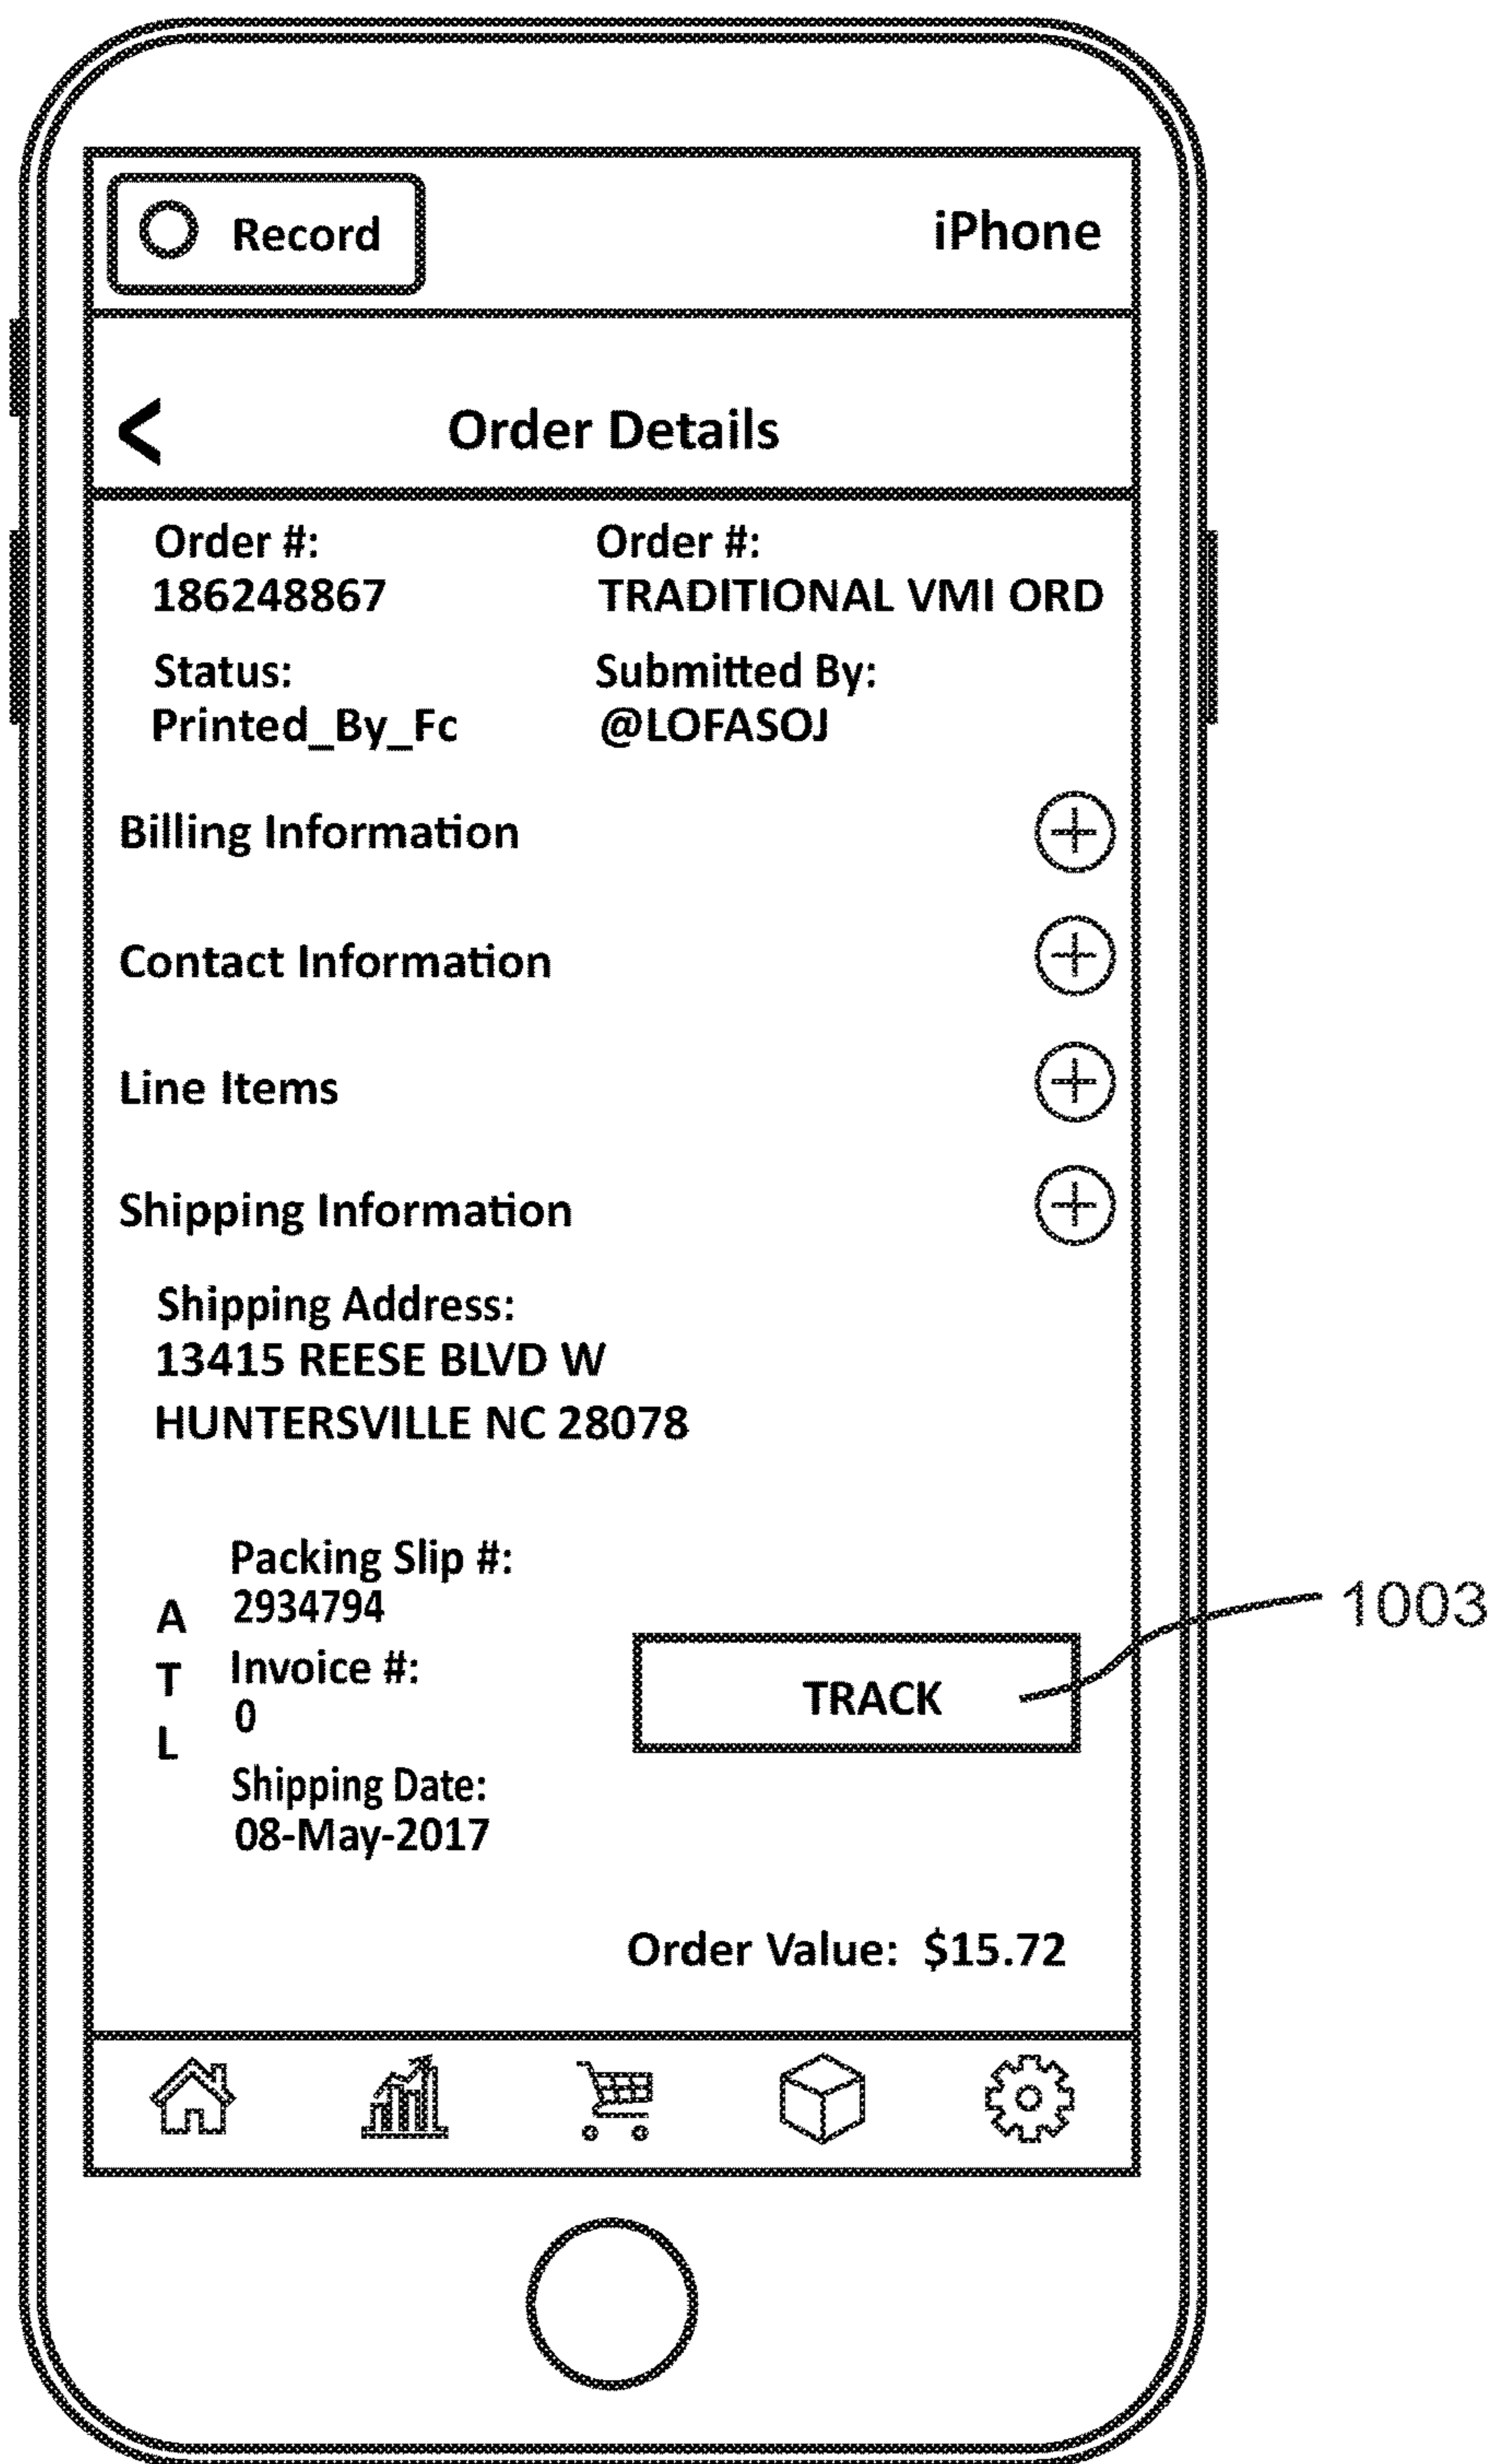 Record
iPhone
< Order Details
Order #: Order #:
186248867 TRADITIONAL VMI ORD
Status: Submitted By:
Printed_By_Fc @LOFASOJ
Billing Information
Contact Information
Line Items
Shipping Information
Shipping Address:
13415 REESE BLVD W
HUNTERSVILLE NC 28078
ATL
Packing Slip #:
2934794
Invoice #:
0
Shipping Date:
08-May-2017
TRACK
1003
Order Value: $15.72